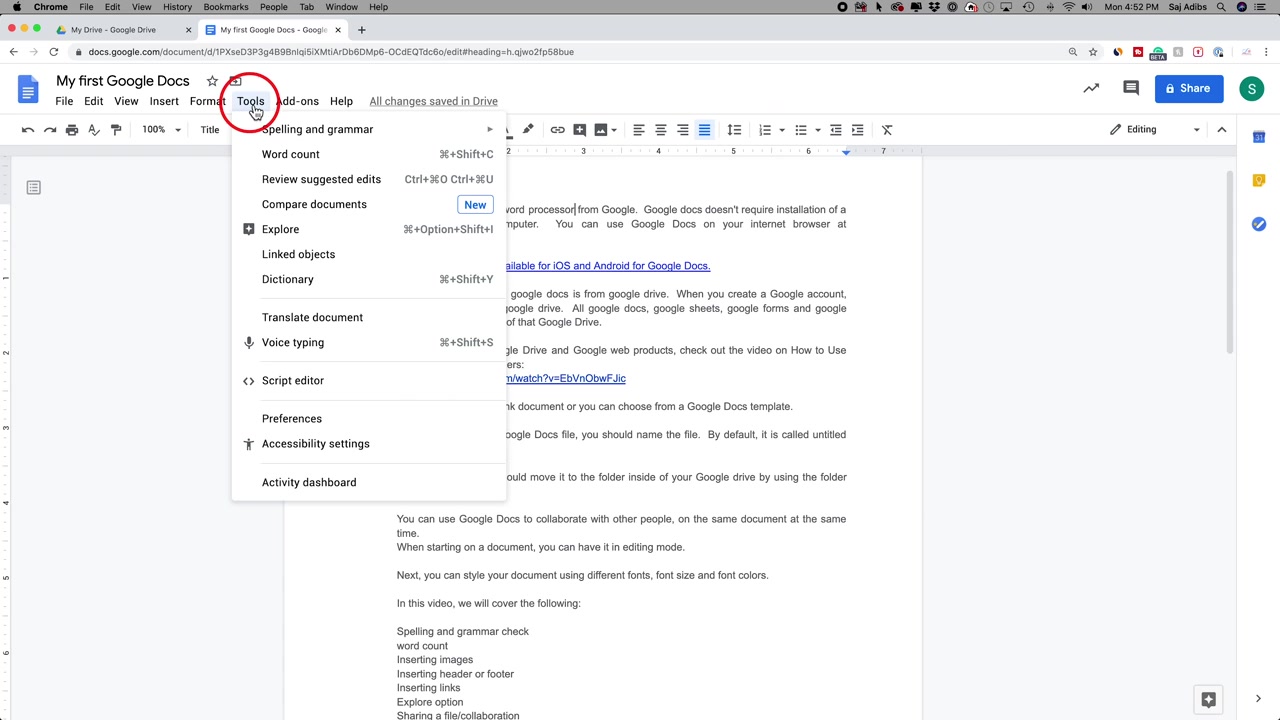 Chrome File Edit View History Bookmarks People Tab Window Help Mon 4:52 PM Saj Adibs
My Drive - Google Drive
My first Google Docs - Google
docs.google.com/document/d/1PXseD3P3g4B9BnIqi5iXMtiArDb6DMp6-OCdEQTdc6o/edit#heading=h.qjwo2fp58bue
BETA
My first Google Docs
File Edit View Insert Format Tools Add-ons Help All changes saved in Drive
Share
S
100% Title
Editing
2 3 4 5 6 7
Spelling and grammar
Word count ⌘+Shift+C
Review suggested edits Ctrl+⌘O Ctrl+⌘U
Compare documents New
Explore ⌘+Option+Shift+I
Linked objects
Dictionary ⌘+Shift+Y
Translate document
Voice typing ⌘+Shift+S
Script editor
Preferences
Accessibility settings
Activity dashboard
1
2
3
4
5
6
word processor from Google. Google docs doesn't require installation of a
mputer. You can use Google Docs on your internet browser at
ailable for iOS and Android for Google Docs.
google docs is from google drive. When you create a Google account,
google drive. All google docs, google sheets, google forms and google
of that Google Drive.
gle Drive and Google web products, check out the video on How to Use
ers:
m/watch?v=EbVnObwFJic
nk document or you can choose from a Google Docs template.
oogle Docs file, you should name the file. By default, it is called untitled
ould move it to the folder inside of your Google drive by using the folder
You can use Google Docs to collaborate with other people, on the same document at the same
time.
When starting on a document, you can have it in editing mode.
Next, you can style your document using different fonts, font size and font colors.
In this video, we will cover the following:
Spelling and grammar check
word count
Inserting images
Inserting header or footer
Inserting links
Explore option
Sharing a file/collaboration